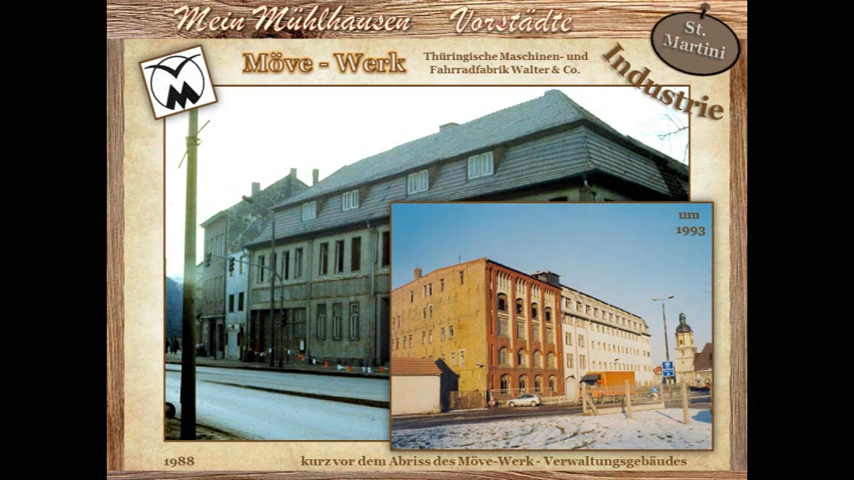 Mein Mühlhausen Vorstädte
St.
Martini
Möve - Werk
Thüringische Maschinen- und
Fahrradfabrik Walter & Co.
Industrie
M
um
1993
1988
kurz vor dem Abriss des Möve-Werk - Verwaltungsgebäudes